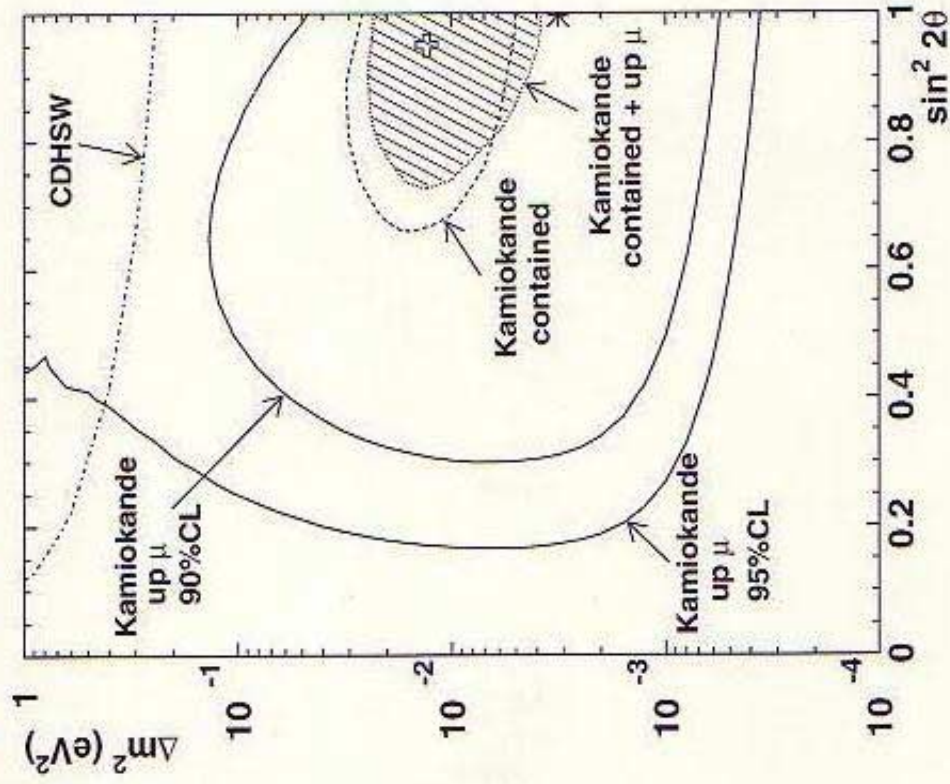 Δm² (eV²)
1
10⁻¹
10⁻²
10⁻³
10⁻⁴
CDHSW
Kamiokande
up μ
90%CL
Kamiokande
contained
Kamiokande
contained + up μ
Kamiokande
up μ
95%CL
0
0.2
0.4
0.6
0.8
1
sin² 2θ